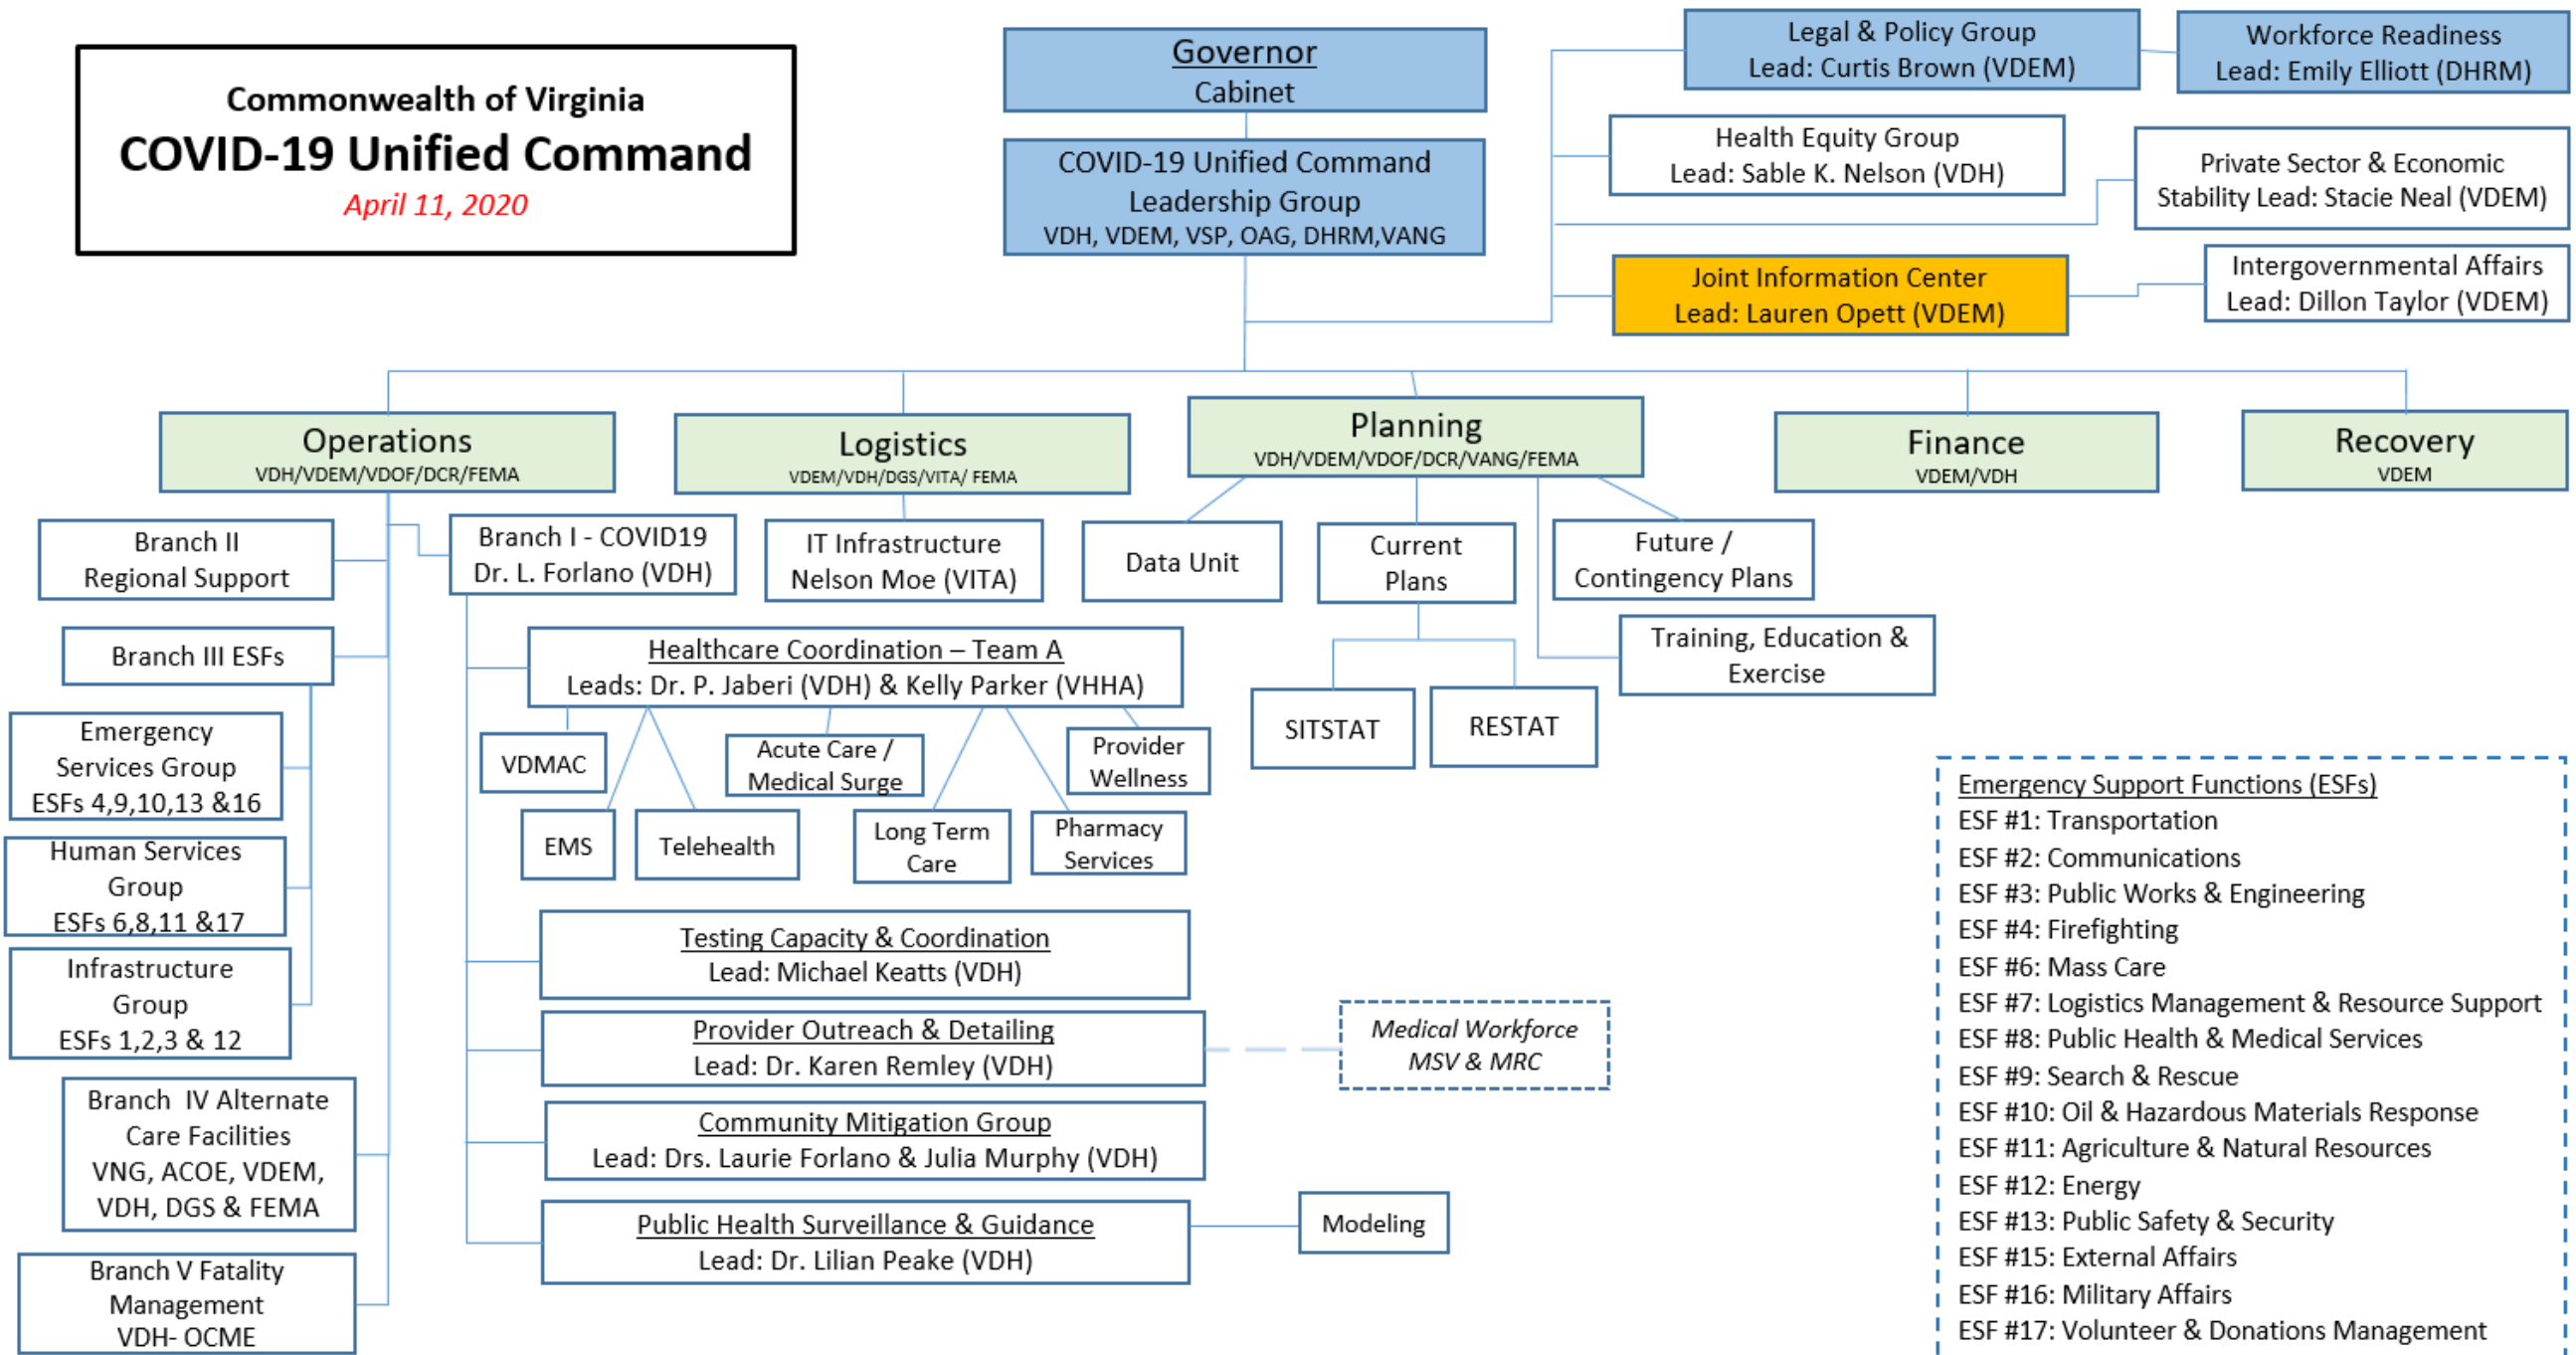 Commonwealth of Virginia
COVID-19 Unified Command
April 11, 2020
Governor
Cabinet
COVID-19 Unified Command
Leadership Group
VDH, VDEM, VSP, OAG, DHRM,VANG
Legal & Policy Group
Lead: Curtis Brown (VDEM)
Workforce Readiness
Lead: Emily Elliott (DHRM)
Health Equity Group
Lead: Sable K. Nelson (VDH)
Private Sector & Economic
Stability Lead: Stacie Neal (VDEM)
Joint Information Center
Lead: Lauren Opett (VDEM)
Intergovernmental Affairs
Lead: Dillon Taylor (VDEM)
Operations
VDH/VDEM/VDOF/DCR/FEMA
Logistics
VDEM/VDH/DGS/VITA/ FEMA
Planning
VDH/VDEM/VDOF/DCR/VANG/FEMA
Finance
VDEM/VDH
Recovery
VDEM
Branch II
Regional Support
Branch I - COVID19
Dr. L. Forlano (VDH)
IT Infrastructure
Nelson Moe (VITA)
Data Unit
Current
Plans
Future /
Contingency Plans
Branch III ESFs
Healthcare Coordination – Team A
Leads: Dr. P. Jaberi (VDH) & Kelly Parker (VHHA)
Training, Education &
Exercise
Emergency
Services Group
ESFs 4,9,10,13 &16
VDMAC
Acute Care /
Medical Surge
Provider
Wellness
SITSTAT
RESTAT
EMS
Telehealth
Long Term
Care
Pharmacy
Services
Human Services
Group
ESFs 6,8,11 &17
Infrastructure
Group
ESFs 1,2,3 & 12
Testing Capacity & Coordination
Lead: Michael Keatts (VDH)
Provider Outreach & Detailing
Lead: Dr. Karen Remley (VDH)
Medical Workforce
MSV & MRC
Branch  IV Alternate
Care Facilities
VNG, ACOE, VDEM,
VDH, DGS & FEMA
Community Mitigation Group
Lead: Drs. Laurie Forlano & Julia Murphy (VDH)
Public Health Surveillance & Guidance
Lead: Dr. Lilian Peake (VDH)
Modeling
Branch V Fatality
Management
VDH- OCME
Emergency Support Functions (ESFs)
ESF #1: Transportation
ESF #2: Communications
ESF #3: Public Works & Engineering
ESF #4: Firefighting
ESF #6: Mass Care
ESF #7: Logistics Management & Resource Support
ESF #8: Public Health & Medical Services
ESF #9: Search & Rescue
ESF #10: Oil & Hazardous Materials Response
ESF #11: Agriculture & Natural Resources
ESF #12: Energy
ESF #13: Public Safety & Security
ESF #15: External Affairs
ESF #16: Military Affairs
ESF #17: Volunteer & Donations Management